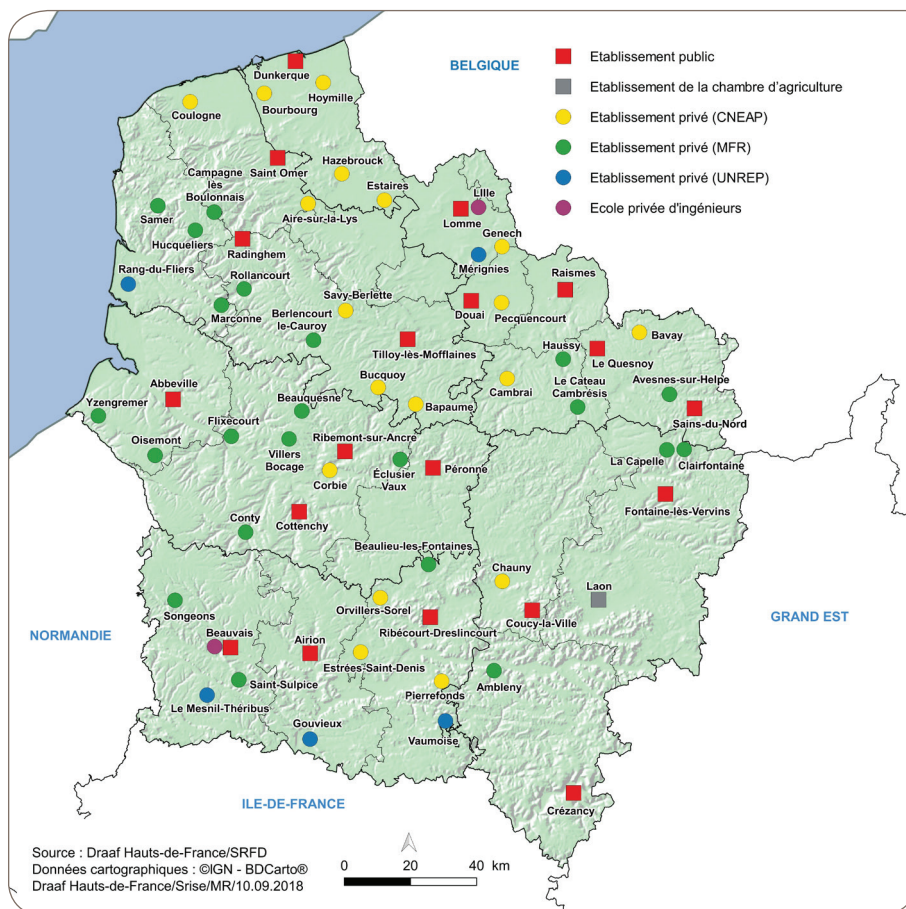 BELGIQUE
Etablissement public
Etablissement de la chambre d'agriculture
Etablissement privé (CNEAP)
Etablissement privé (MFR)
Etablissement privé (UNREP)
Ecole privée d'ingénieurs
Dunkerque
Hoymille
Bourbourg
Coulogne
Saint Omer
Hazebrouck
Campagne
lès
Boulonnais
Estaires
Aire-sur-la-Lys
LIlle
Lomme
Samer
Hucqueliers
Radinghem
Genech
Mérignies
Rang-du-Fliers
Rollancourt
Raismes
Savy-Berlette
Marconne
Berlencourt
le-Cauroy
Douai
Pecquencourt
Bavay
Tilloy-lès-Mofflaines
Haussy
Le Quesnoy
Bucquoy
Cambrai
Le Cateau
Cambrésis
Avesnes-sur-Helpe
Abbeville
Yzengremer
Beauquesne
Bapaume
Sains-du-Nord
Flixecourt
Oisemont
Villers
Bocage
Ribemont-sur-Ancre
Corbie
Éclusier
Vaux
Péronne
La Capelle
Clairfontaine
Fontaine-lès-Vervins
Cottenchy
Conty
Beaulieu-les-Fontaines
Chauny
Laon
Songeons
Orvillers-Sorel
Coucy-la-Ville
Ribécourt-Dreslincourt
NORMANDIE
GRAND EST
Beauvais
Airion
Estrées-Saint-Denis
Saint-Sulpice
Pierrefonds
Ambleny
Le Mesnil-Théribus
Gouvieux
Vaumoise
Crézancy
ILE-DE-FRANCE
Source : Draaf Hauts-de-France/SRFD
Données cartographiques : ©IGN - BDCarto®
Draaf Hauts-de-France/Srise/MR/10.09.2018
0 20 40 km